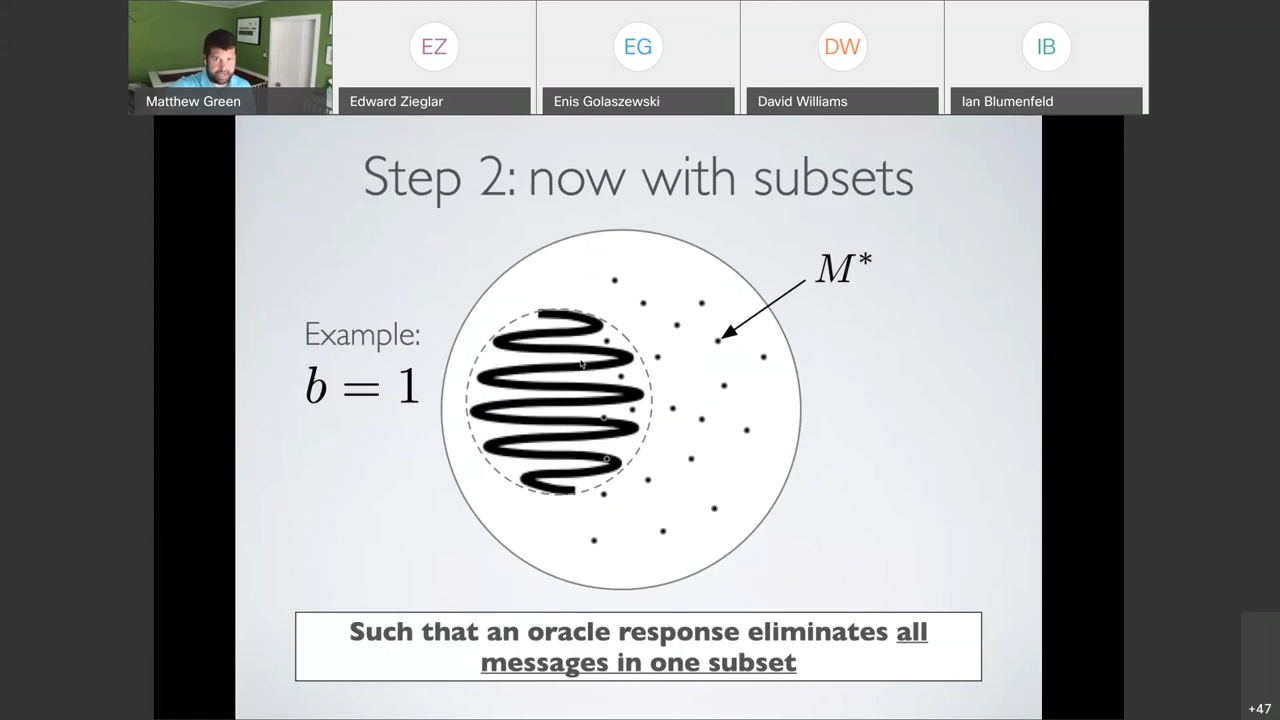 EZ
EG
DW
IB
Matthew Green
Edward Zieglar
Enis Golaszewski
David Williams
Ian Blumenfeld
Step 2: now with subsets
M*
Example:
b = 1
Such that an oracle response eliminates all
messages in one subset
+47